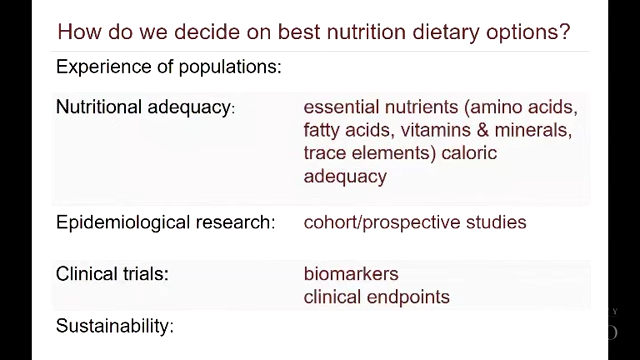 How do we decide on best nutrition dietary options?
Experience of populations:
Nutritional adequacy: essential nutrients (amino acids,
fatty acids, vitamins & minerals,
trace elements) caloric
adequacy
Epidemiological research: cohort/prospective studies
Clinical trials: biomarkers
clinical endpoints
Sustainability: